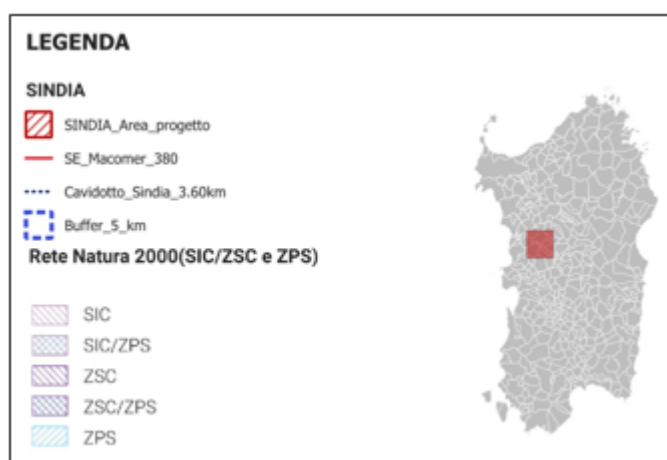 LEGENDA
SINDIA
SINDIA_Area_progetto
SE_Macomer_380
Cavidotto_Sindia_3.60km
Buffer_5_km
Rete Natura 2000(SIC/ZSC e ZPS)
SIC
SIC/ZPS
ZSC
ZSC/ZPS
ZPS